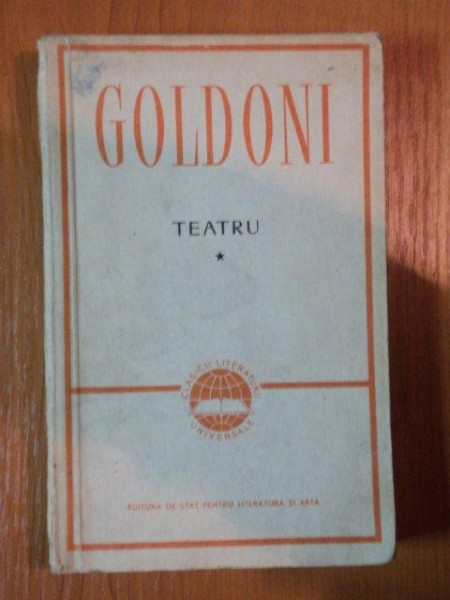 GOLDONI
TEATRU
★
CLASICII LITERATURII
UNIVERSALE
EDITURA DE STAT PENTRU LITERATURĂ ȘI ARTĂ